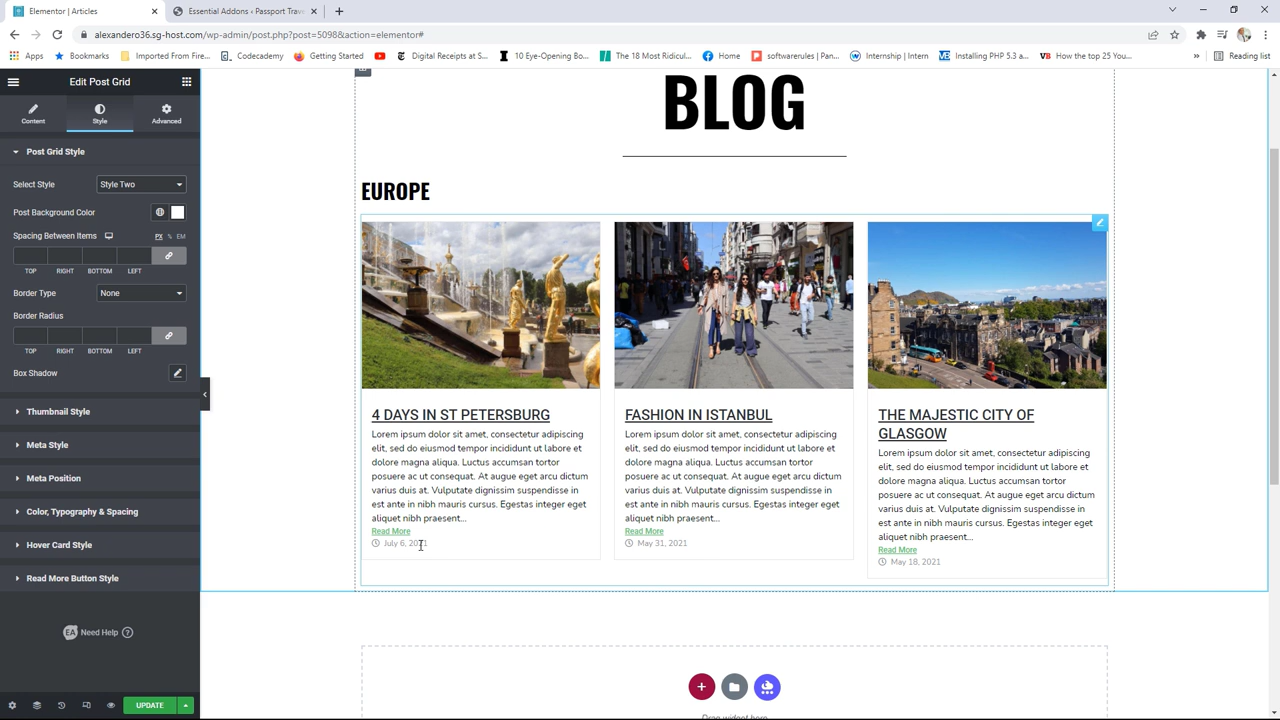 Elementor | Articles
Essential Addons ‹ Passport Trave
alexandero36.sg-host.com/wp-admin/post.php?post=5098&action=elementor#
Apps
Bookmarks
Imported From Fire...
Codecademy
Getting Started
Digital Receipts at S...
10 Eye-Opening Bo...
The 18 Most Ridicul...
Home
softwarerules | Pan...
Internship | Intern
Installing PHP 5.3 a...
How the top 25 You...
»
Reading list
Edit Post Grid
Content
Style
Advanced
Post Grid Style
Select Style
Style Two
Post Background Color
Spacing Between Items
PX % EM
TOP RIGHT BOTTOM LEFT
Border Type
None
Border Radius
TOP RIGHT BOTTOM LEFT
Box Shadow
Thumbnail Style
Meta Style
Meta Position
Color, Typography & Spacing
Hover Card Style
Read More Button Style
EA Need Help ?
UPDATE
BLOG
EUROPE
4 DAYS IN ST PETERSBURG
Lorem ipsum dolor sit amet, consectetur adipiscing
elit, sed do eiusmod tempor incididunt ut labore et
dolore magna aliqua. Luctus accumsan tortor
posuere ac ut consequat. At augue eget arcu dictum
varius duis at. Vulputate dignissim suspendisse in
est ante in nibh mauris cursus. Egestas integer eget
aliquet nibh praesent...
Read More
July 6, 2021
FASHION IN ISTANBUL
Lorem ipsum dolor sit amet, consectetur adipiscing
elit, sed do eiusmod tempor incididunt ut labore et
dolore magna aliqua. Luctus accumsan tortor
posuere ac ut consequat. At augue eget arcu dictum
varius duis at. Vulputate dignissim suspendisse in
est ante in nibh mauris cursus. Egestas integer eget
aliquet nibh praesent...
Read More
May 31, 2021
THE MAJESTIC CITY OF
GLASGOW
Lorem ipsum dolor sit amet, consectetur adipiscing
elit, sed do eiusmod tempor incididunt ut labore et
dolore magna aliqua. Luctus accumsan tortor
posuere ac ut consequat. At augue eget arcu dictum
varius duis at. Vulputate dignissim suspendisse in
est ante in nibh mauris cursus. Egestas integer eget
aliquet nibh praesent...
Read More
May 18, 2021
Drag widget here